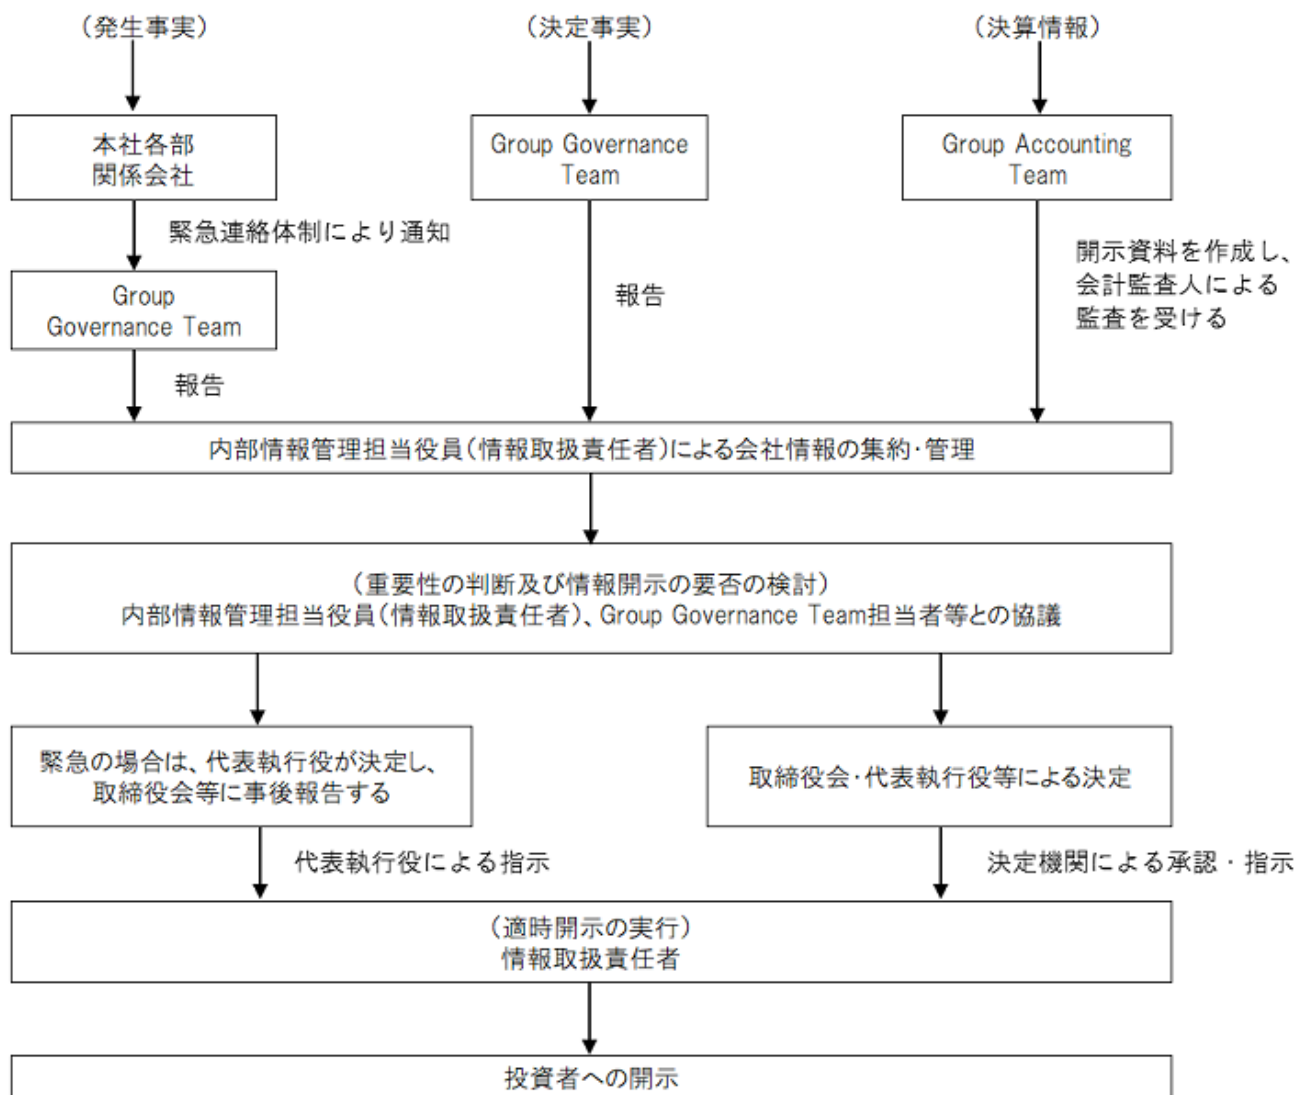 （発生事実）
（決定事実）
（決算情報）
本社各部
関係会社
Group Governance
Team
Group Accounting
Team
緊急連絡体制により通知
開示資料を作成し、
会計監査人による
監査を受ける
Group
Governance Team
報告
報告
内部情報管理担当役員（情報取扱責任者）による会社情報の集約・管理
（重要性の判断及び情報開示の要否の検討）
内部情報管理担当役員（情報取扱責任者）、Group Governance Team担当者等との協議
緊急の場合は、代表執行役が決定し、
取締役会等に事後報告する
取締役会・代表執行役等による決定
代表執行役による指示
決定機関による承認・指示
（適時開示の実行）
情報取扱責任者
投資者への開示